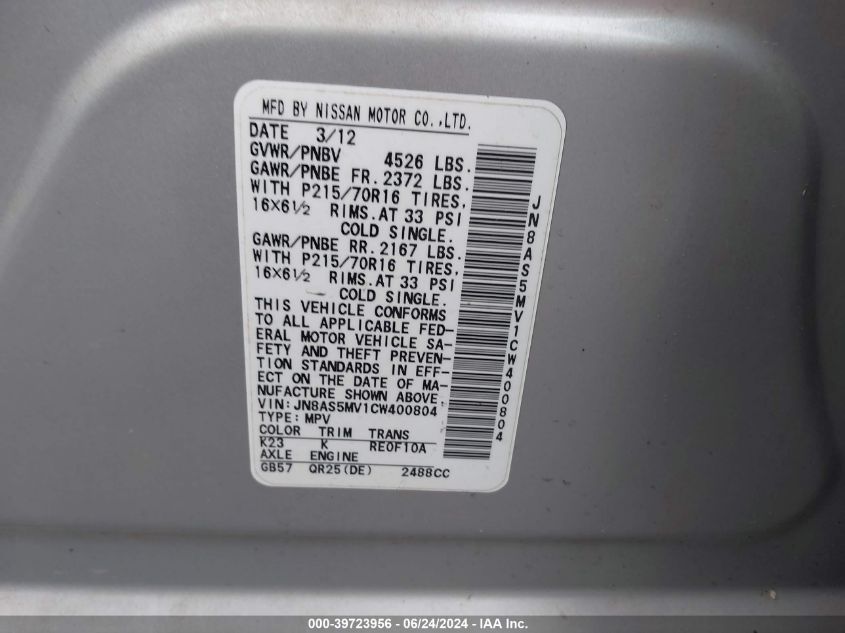 MFD BY NISSAN MOTOR CO.,LTD.
DATE 3/12
GVWR/PNBV 4526 LBS.
GAWR/PNBE FR. 2372 LBS.
WITH P215/70R16 TIRES,
16X6½ RIMS. AT 33 PSI
COLD SINGLE.
GAWR/PNBE RR. 2167 LBS.
WITH P215/70R16 TIRES,
16X6½ RIMS. AT 33 PSI
COLD SINGLE.
THIS VEHICLE CONFORMS
TO ALL APPLICABLE FED-
ERAL MOTOR VEHICLE SA-
FETY AND THEFT PREVEN-
TION STANDARDS IN EFF-
ECT ON THE DATE OF MA-
NUFACTURE SHOWN ABOVE.
VIN:JN8AS5MV1CW400804
TYPE:MPV
COLOR TRIM TRANS
K23 K RE0F10A
AXLE ENGINE
GB57 QR25(DE) 2488CC
JN8AS5MV1CW400804
000-39723956 / 06/24/2024 - IAA Inc.